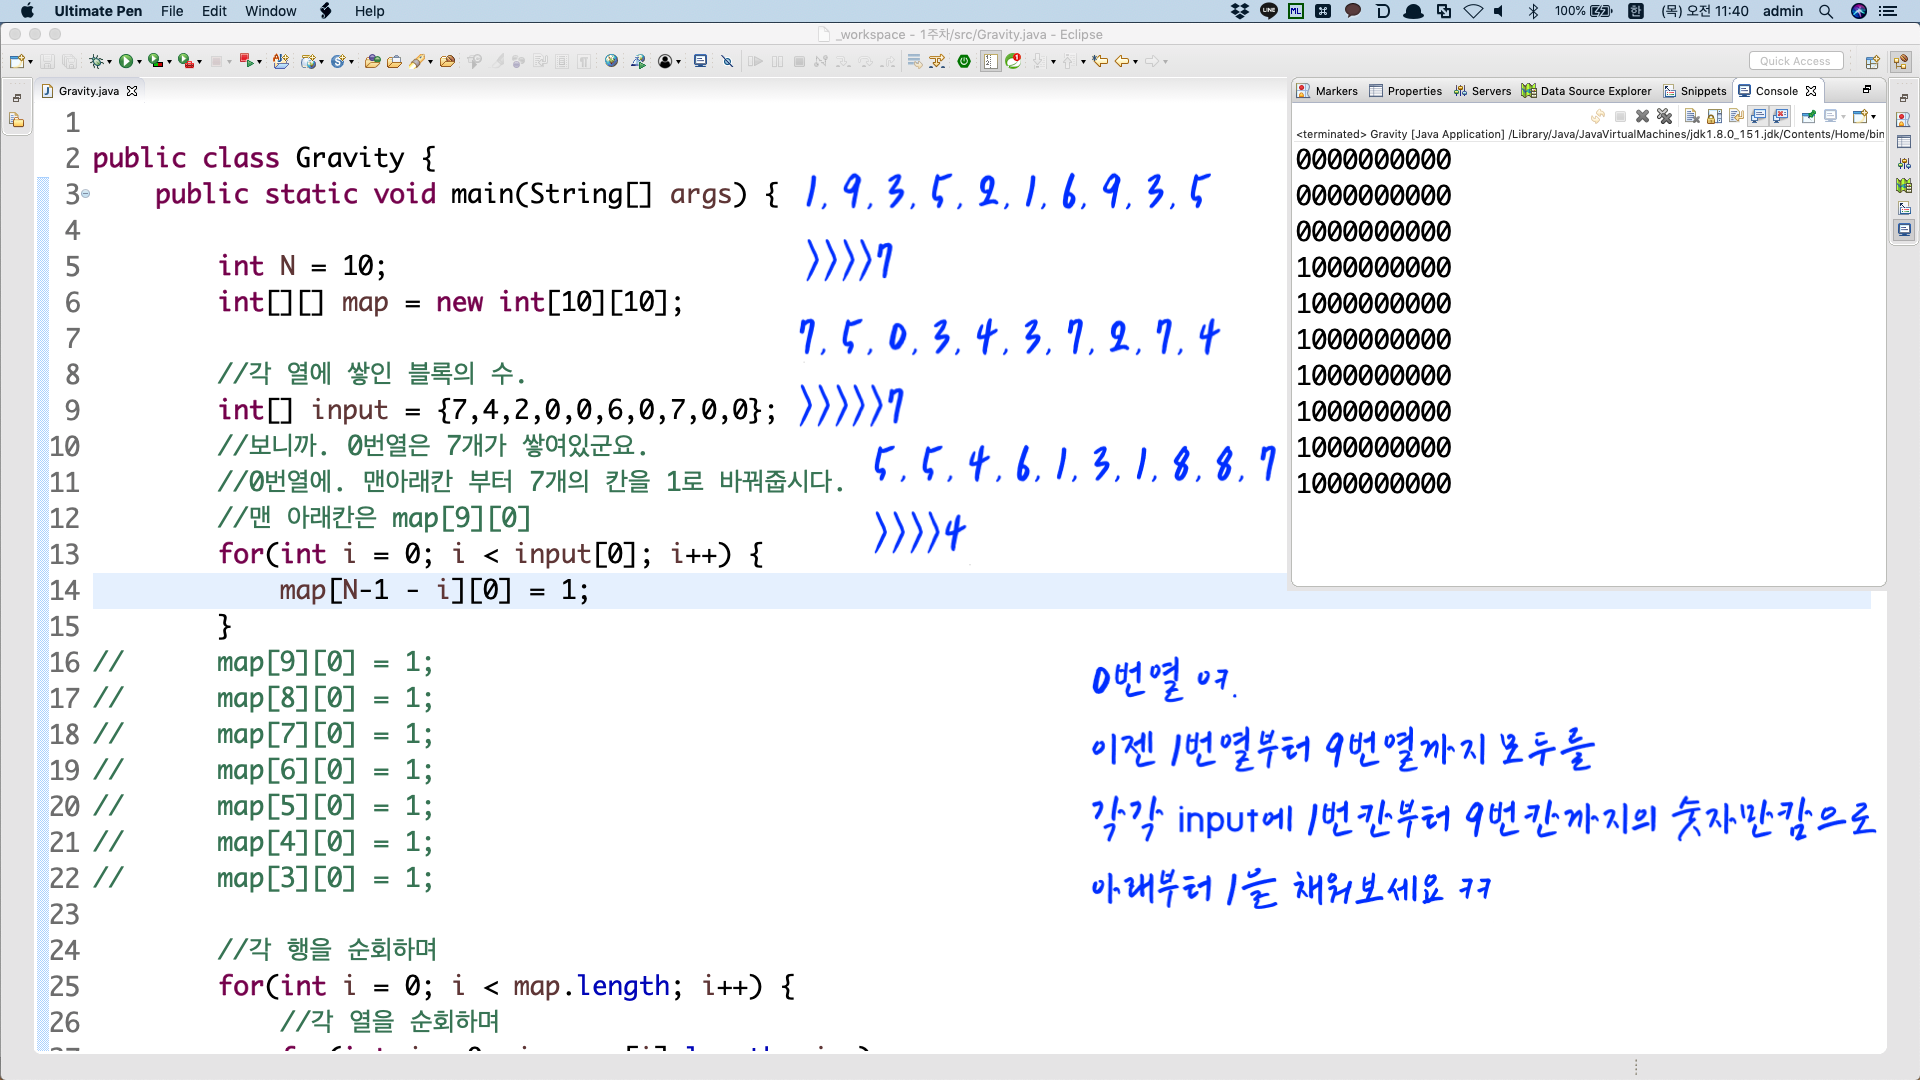 Ultimate Pen File Edit Window Help
100% 한 (목) 오전 11:40 admin
_workspace - 1주차/src/Gravity.java - Eclipse
Quick Access
Gravity.java
1
2 public class Gravity {
3 public static void main(String[] args) {
4
5 int N = 10;
6 int[][] map = new int[10][10];
7
8 //각 열에 쌓인 블록의 수.
9 int[] input = {7,4,2,0,0,6,0,7,0,0};
10 //보니까. 0번열은 7개가 쌓여있군요.
11 //0번열에. 맨아래칸 부터 7개의 칸을 1로 바꿔줍시다.
12 //맨 아래칸은 map[9][0]
13 for(int i = 0; i < input[0]; i++) {
14 map[N-1 - i][0] = 1;
15 }
16 // map[9][0] = 1;
17 // map[8][0] = 1;
18 // map[7][0] = 1;
19 // map[6][0] = 1;
20 // map[5][0] = 1;
21 // map[4][0] = 1;
22 // map[3][0] = 1;
23
24 //각 행을 순회하며
25 for(int i = 0; i < map.length; i++) {
26 //각 열을 순회하며
1, 9, 3, 5, 2, 1, 6, 9, 3, 5
>>>>7
7, 5, 0, 3, 4, 3, 7, 2, 7, 4
>>>>>7
5, 5, 4, 6, 1, 3, 1, 8, 8, 7
>>>>4
Markers Properties Servers Data Source Explorer Snippets Console
<terminated> Gravity [Java Application] /Library/Java/JavaVirtualMachines/jdk1.8.0_151.jdk/Contents/Home/bin
0000000000
0000000000
0000000000
1000000000
1000000000
1000000000
1000000000
1000000000
1000000000
1000000000
0번열 ㅇㅋ.
이젠 1번열부터 9번열까지 모두를
각각 input에 1번칸부터 9번칸까지의 숫자만큼으로
아래부터 1을 채워보세요 ㅋㅋ